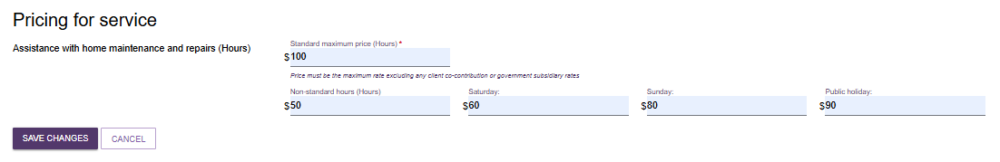 Pricing for service
Assistance with home maintenance and repairs (Hours)
Standard maximum price (Hours) *
$100
Price must be the maximum rate excluding any client co-contribution or government subsidiary rates
Non-standard hours (Hours) Saturday: Sunday: Public holiday:
$50 $60 $80 $90
SAVE CHANGES CANCEL